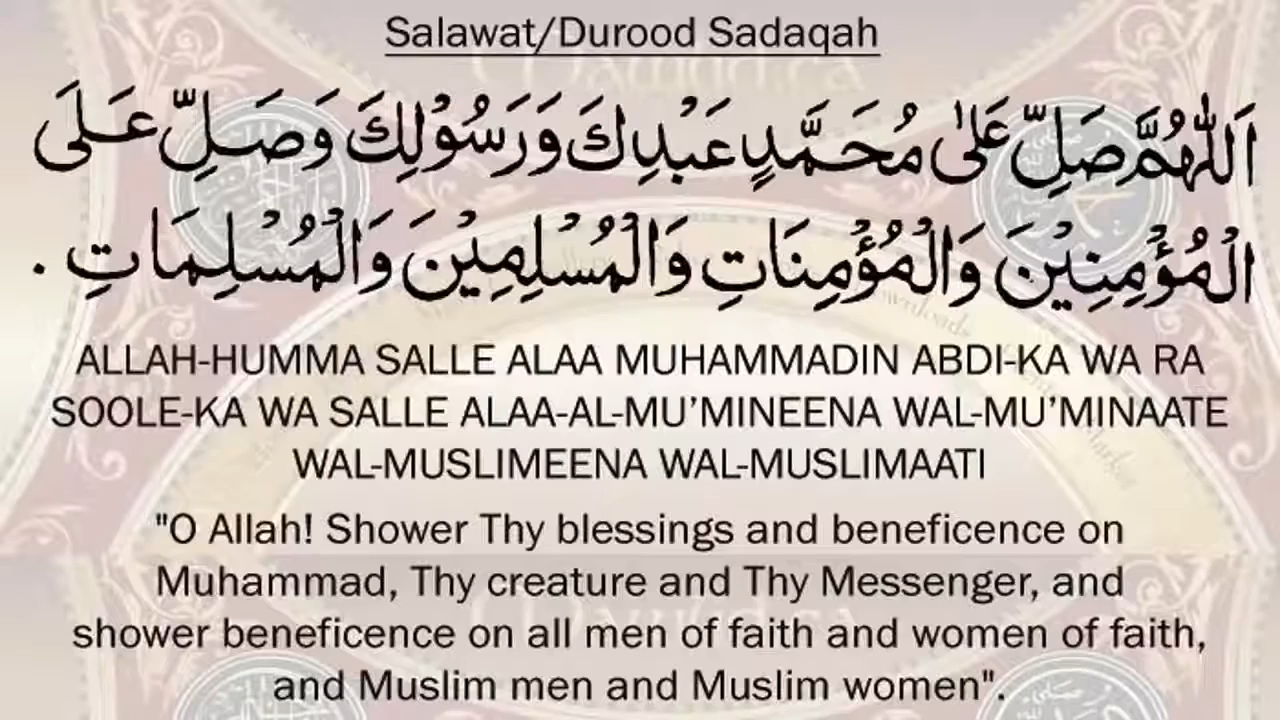 Salawat/Durood Sadaqah
اَللّٰهُمَّ صَلِّ عَلٰى مُحَمَّدٍ عَبْدِكَ وَرَسُوْلِكَ وَصَلِّ عَلَى
الْمُؤْمِنِيْنَ وَالْمُؤْمِنَاتِ وَالْمُسْلِمِيْنَ وَالْمُسْلِمَاتِ .
ALLAH-HUMMA SALLE ALAA MUHAMMADIN ABDI-KA WA RA
SOOLE-KA WA SALLE ALAA-AL-MU’MINEENA WAL-MU’MINAATE
WAL-MUSLIMEENA WAL-MUSLIMAATI
"O Allah! Shower Thy blessings and beneficence on
Muhammad, Thy creature and Thy Messenger, and
shower beneficence on all men of faith and women of faith,
and Muslim men and Muslim women".